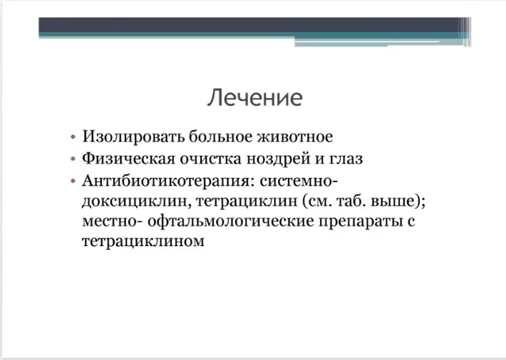 Лечение
• Изолировать больное животное
• Физическая очистка ноздрей и глаз
• Антибиотикотерапия: системно-
доксициклин, тетрациклин (см. таб. выше);
местно- офтальмологические препараты с
тетрациклином